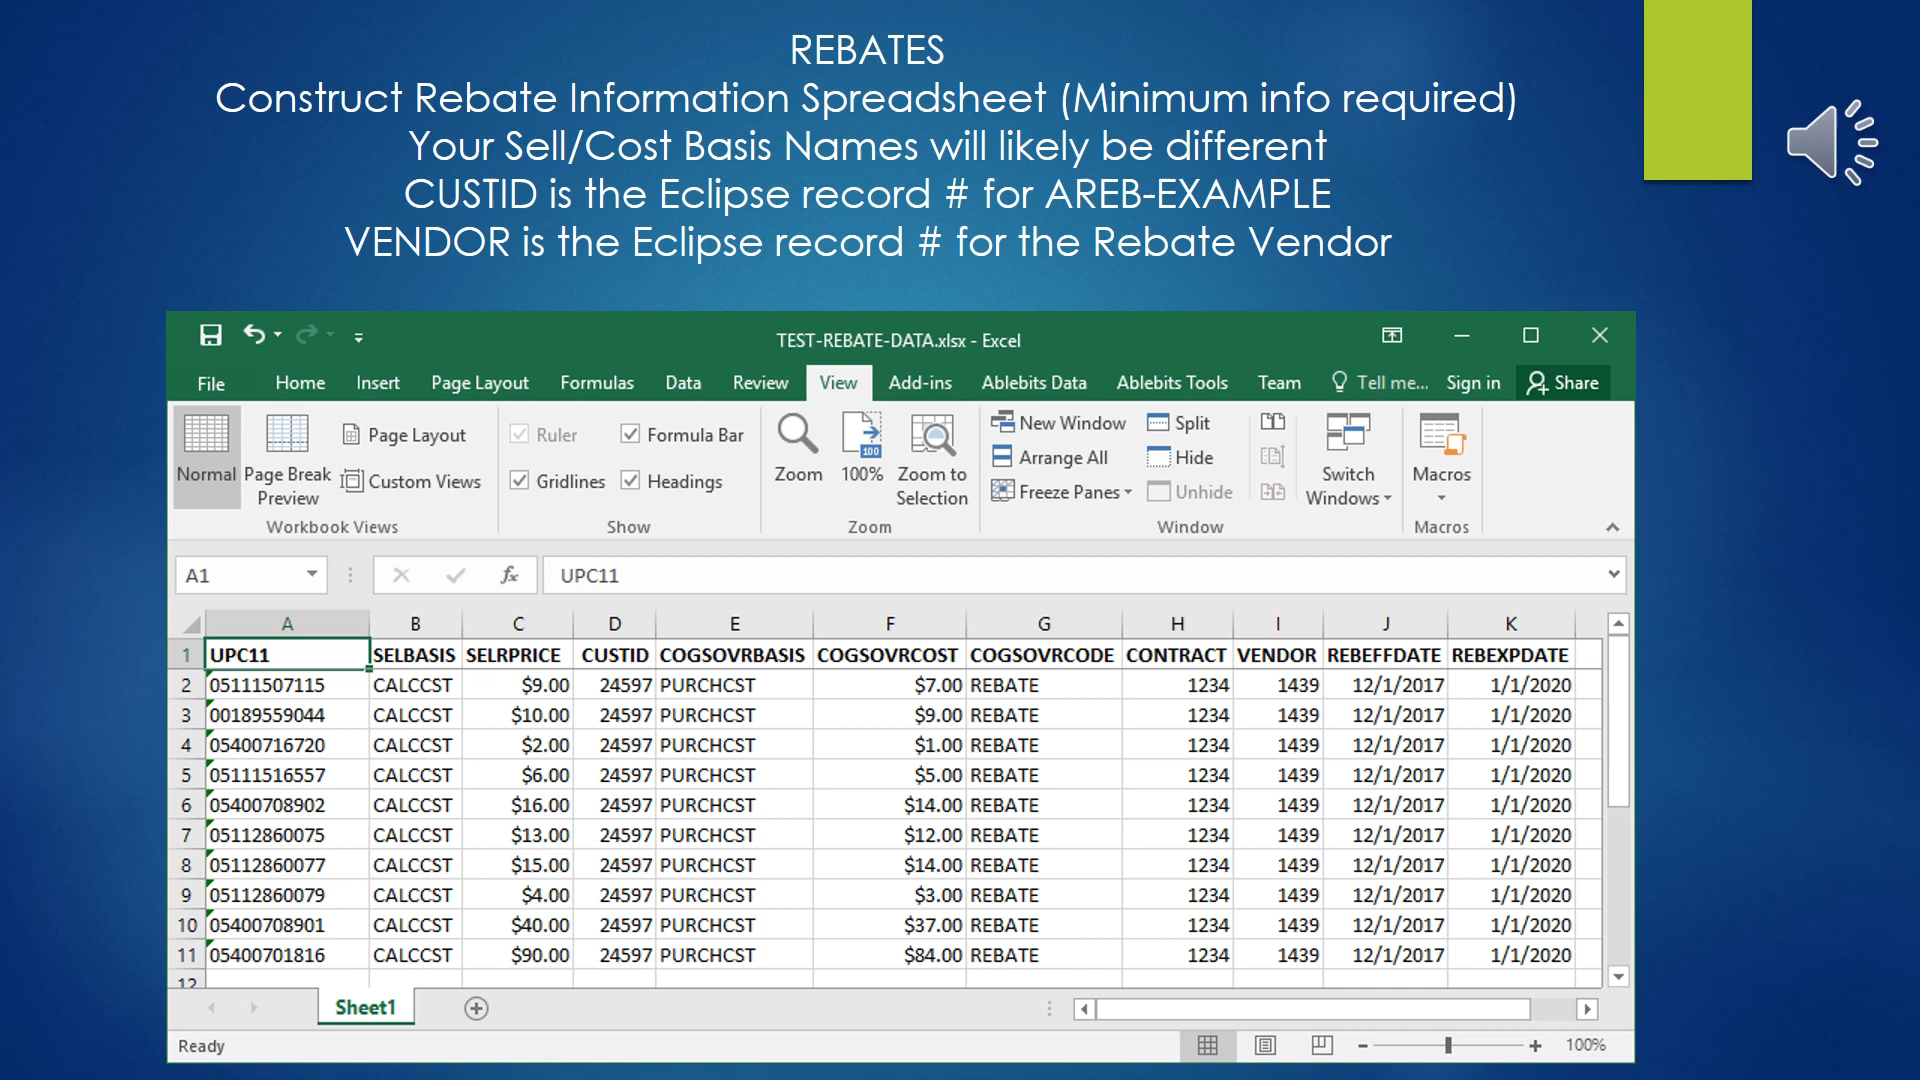 REBATES
Construct Rebate Information Spreadsheet (Minimum info required)
Your Sell/Cost Basis Names will likely be different
CUSTID is the Eclipse record # for AREB-EXAMPLE
VENDOR is the Eclipse record # for the Rebate Vendor
TEST-REBATE-DATA.xlsx - Excel
File Home Insert Page Layout Formulas Data Review View Add-ins Ablebits Data Ablebits Tools Team Tell me... Sign in Share
Normal
Page Break
Preview
Page Layout
Custom Views
Workbook Views
Ruler Formula Bar
Gridlines Headings
Show
Zoom
100
100%
Zoom to
Selection
Zoom
New Window
Arrange All
Freeze Panes
Split
Hide
Unhide
Switch
Windows
Window
Macros
Macros
A1 fx UPC11
A B C D E F G H I J K
1 UPC11 SELBASIS SELRPRICE CUSTID COGSOVRBASIS COGSOVRCOST COGSOVRCODE CONTRACT VENDOR REBEFFDATE REBEXPDATE
2 05111507115 CALCCST $9.00 24597 PURCHCST $7.00 REBATE 1234 1439 12/1/2017 1/1/2020
3 00189559044 CALCCST $10.00 24597 PURCHCST $9.00 REBATE 1234 1439 12/1/2017 1/1/2020
4 05400716720 CALCCST $2.00 24597 PURCHCST $1.00 REBATE 1234 1439 12/1/2017 1/1/2020
5 05111516557 CALCCST $6.00 24597 PURCHCST $5.00 REBATE 1234 1439 12/1/2017 1/1/2020
6 05400708902 CALCCST $16.00 24597 PURCHCST $14.00 REBATE 1234 1439 12/1/2017 1/1/2020
7 05112860075 CALCCST $13.00 24597 PURCHCST $12.00 REBATE 1234 1439 12/1/2017 1/1/2020
8 05112860077 CALCCST $15.00 24597 PURCHCST $14.00 REBATE 1234 1439 12/1/2017 1/1/2020
9 05112860079 CALCCST $4.00 24597 PURCHCST $3.00 REBATE 1234 1439 12/1/2017 1/1/2020
10 05400708901 CALCCST $40.00 24597 PURCHCST $37.00 REBATE 1234 1439 12/1/2017 1/1/2020
11 05400701816 CALCCST $90.00 24597 PURCHCST $84.00 REBATE 1234 1439 12/1/2017 1/1/2020
12
Sheet1
Ready 100%